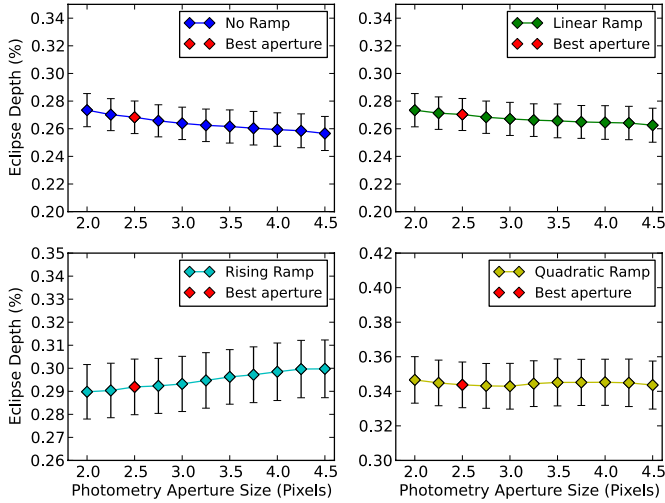 Eclipse Depth (%)
0.34
0.32
0.30
0.28
0.26
0.24
0.22
0.20
No Ramp
Best aperture
2.0 2.5 3.0 3.5 4.0 4.5
0.34
0.32
0.30
0.28
0.26
0.24
0.22
0.20
Linear Ramp
Best aperture
2.0 2.5 3.0 3.5 4.0 4.5
Eclipse Depth (%)
0.35
0.34
0.33
0.32
0.31
0.30
0.29
0.28
0.27
0.26
Rising Ramp
Best aperture
2.0 2.5 3.0 3.5 4.0 4.5
Photometry Aperture Size (Pixels)
0.42
0.40
0.38
0.36
0.34
0.32
0.30
Quadratic Ramp
Best aperture
2.0 2.5 3.0 3.5 4.0 4.5
Photometry Aperture Size (Pixels)